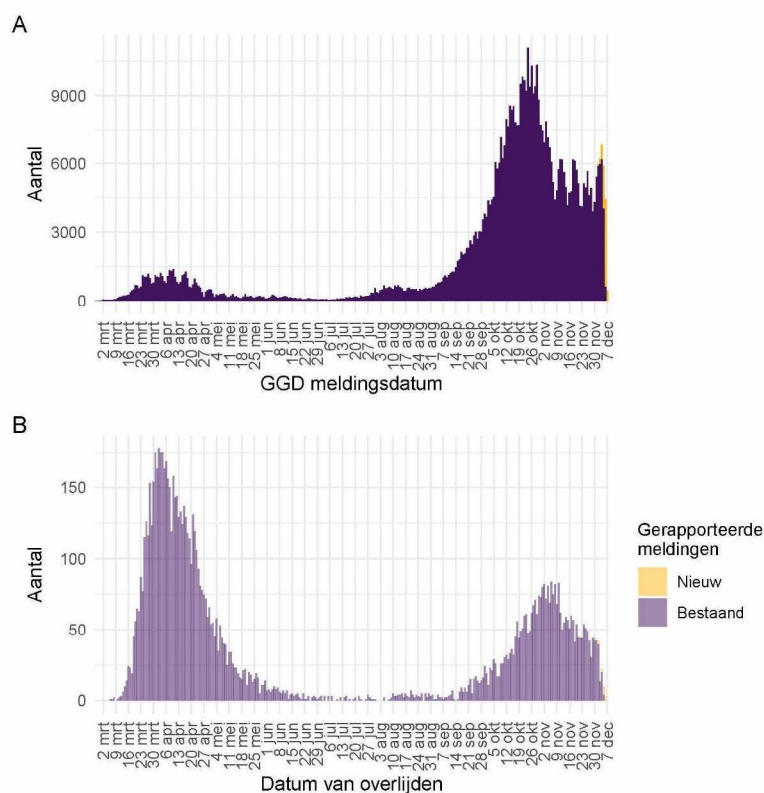 A
9000
6000
3000
0
Aantal
2 mrt
9 mrt
16 mrt
23 mrt
30 mrt
6 apr
13 apr
20 apr
27 apr
4 mei
11 mei
18 mei
25 mei
1 jun
8 jun
15 jun
22 jun
29 jun
6 jul
13 jul
20 jul
27 jul
3 aug
10 aug
17 aug
24 aug
31 aug
7 sep
14 sep
21 sep
28 sep
5 okt
12 okt
19 okt
26 okt
2 nov
9 nov
16 nov
23 nov
30 nov
7 dec
GGD meldingsdatum
B
150
100
50
0
Aantal
2 mrt
9 mrt
16 mrt
23 mrt
30 mrt
6 apr
13 apr
20 apr
27 apr
4 mei
11 mei
18 mei
25 mei
1 jun
8 jun
15 jun
22 jun
29 jun
6 jul
13 jul
20 jul
27 jul
3 aug
10 aug
17 aug
24 aug
31 aug
7 sep
14 sep
21 sep
28 sep
5 okt
12 okt
19 okt
26 okt
2 nov
9 nov
16 nov
23 nov
30 nov
7 dec
Datum van overlijden
Gerapporteerde
meldingen
Nieuw
Bestaand